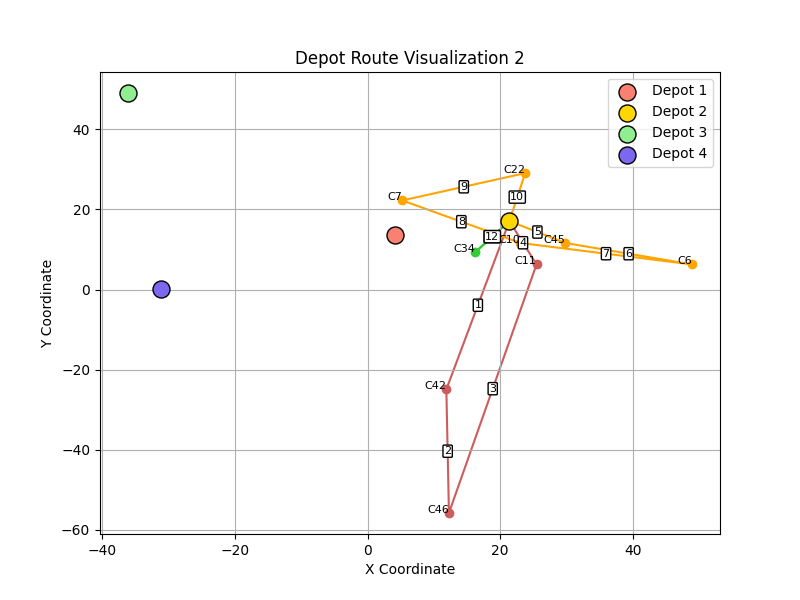 Depot Route Visualization 2
Depot 1
Depot 2
Depot 3
Depot 4
Y Coordinate
40
20
0
−20
−40
−60
C22
9
C7
10
8
12
5
C10
4
C45
C34
7
6
C11
C6
1
C42
3
2
C46
−40
−20
0
20
40
X Coordinate